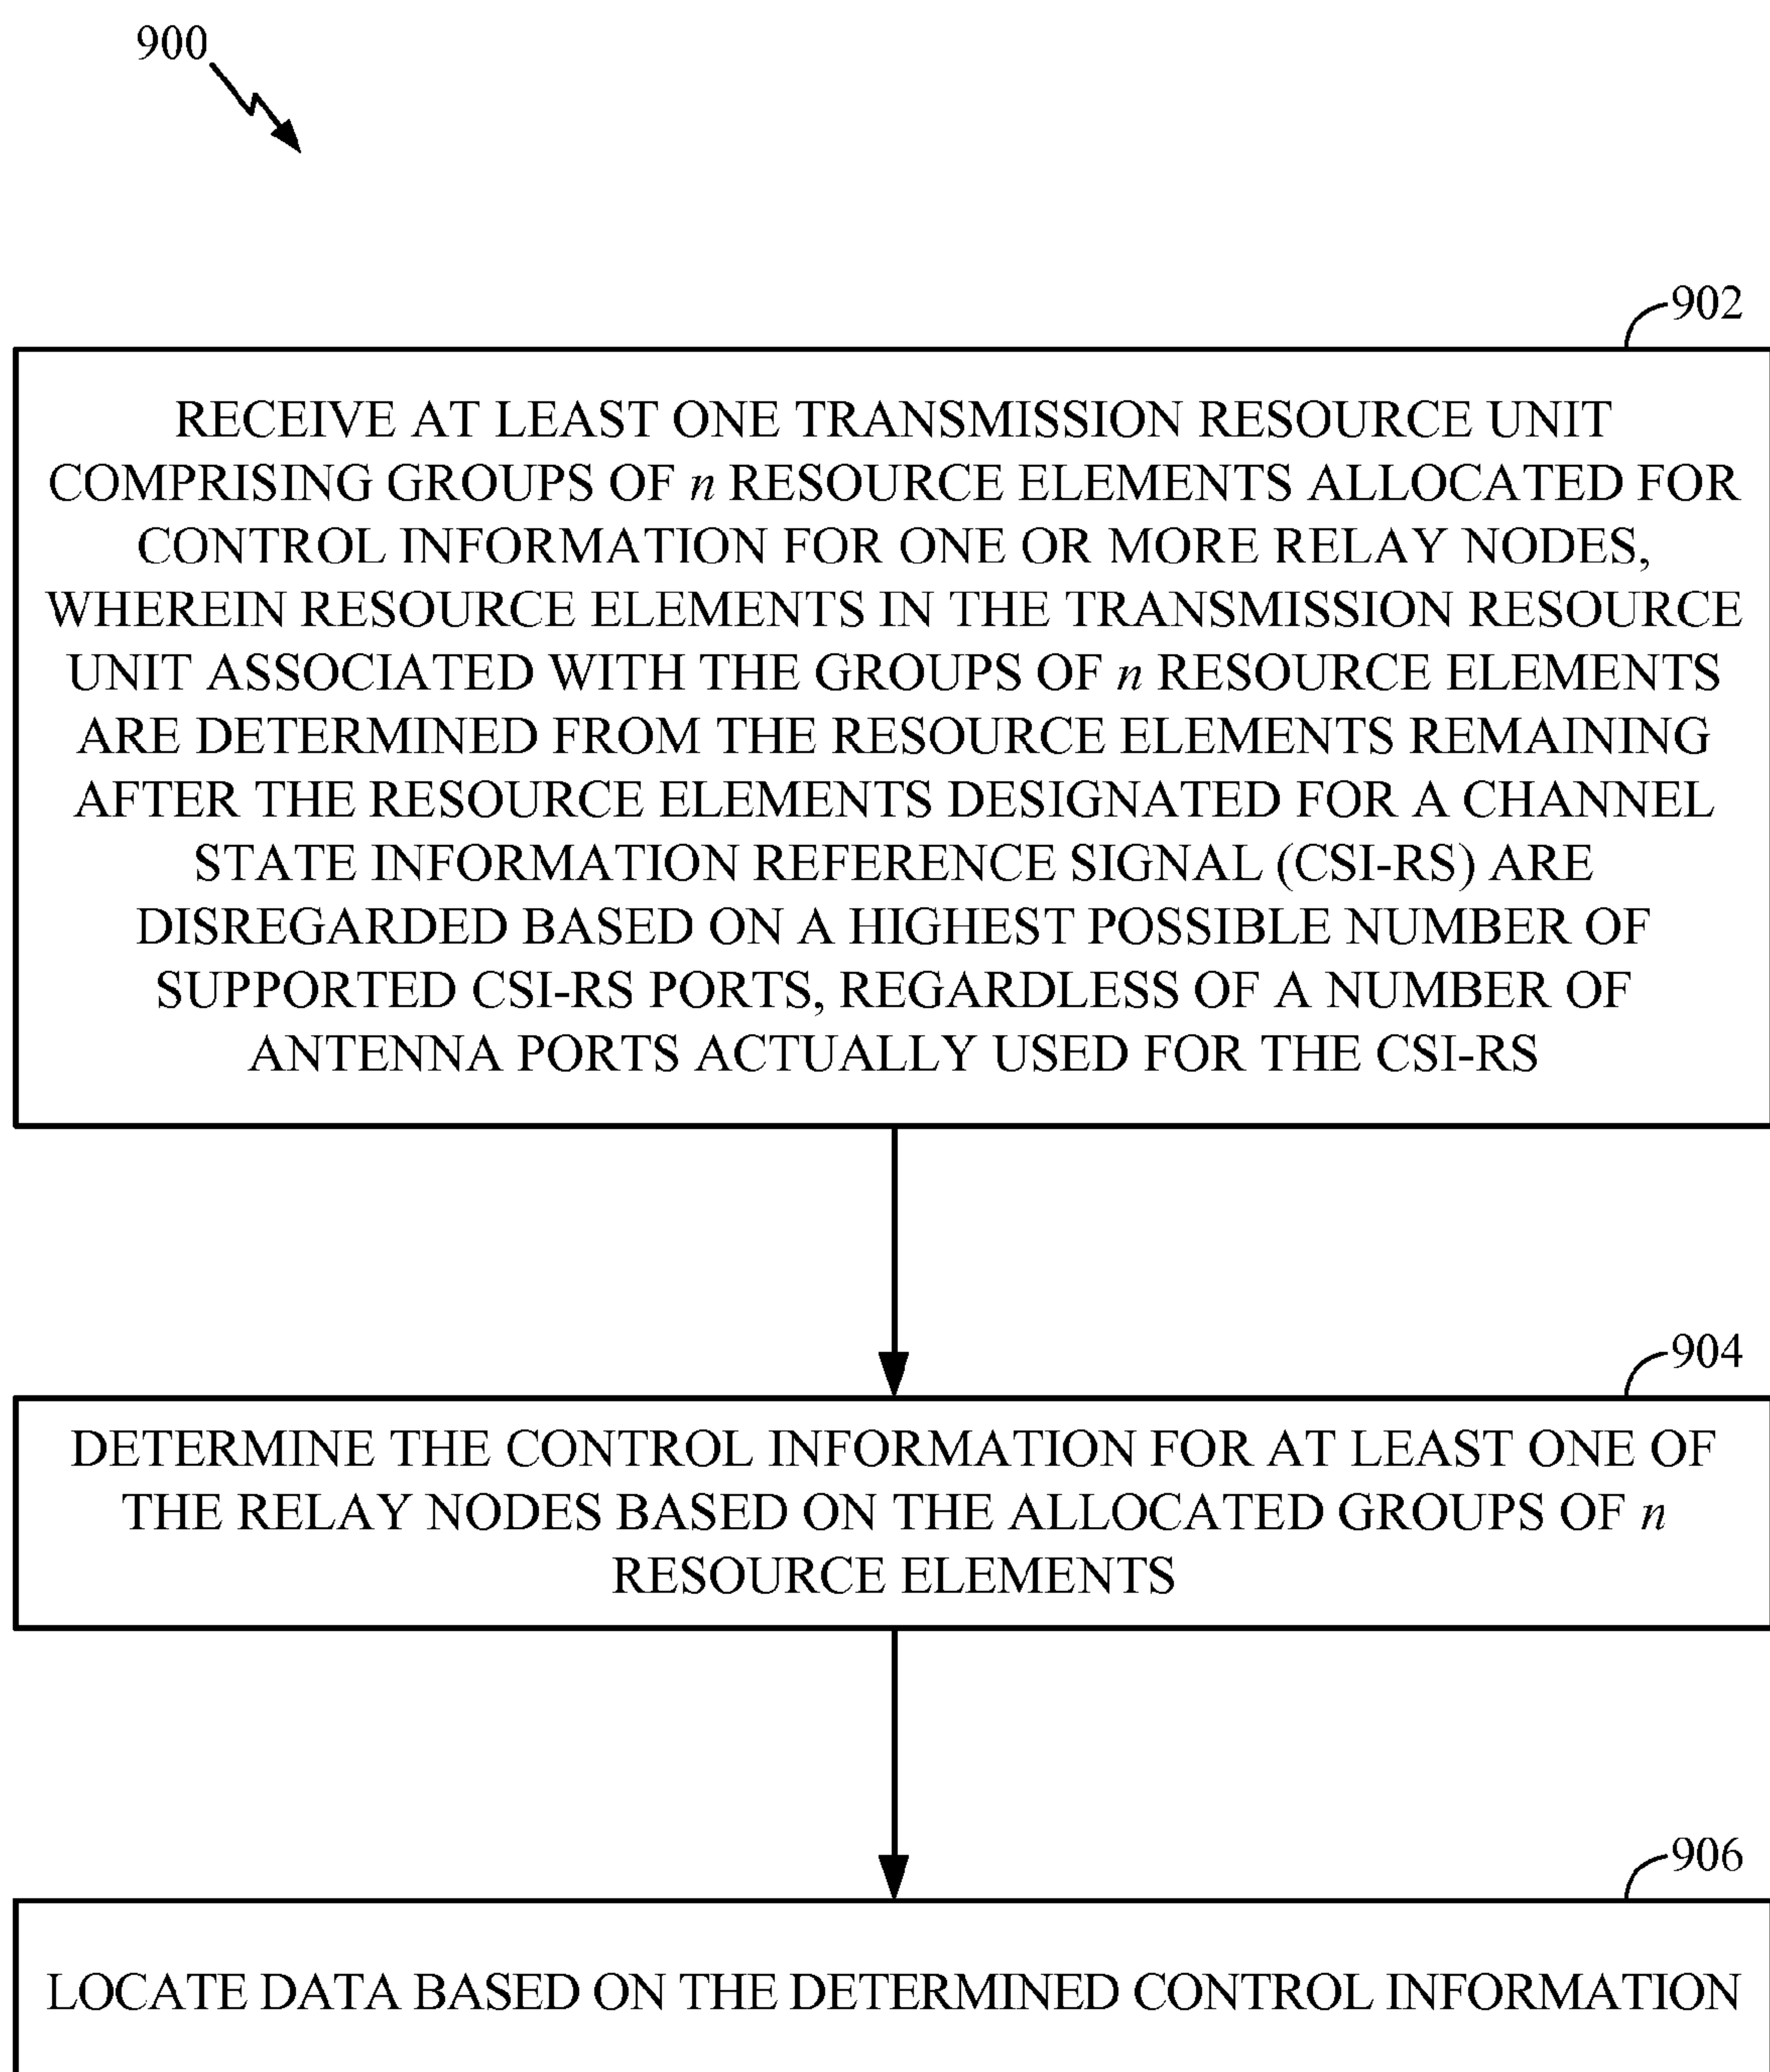 900
902
RECEIVE AT LEAST ONE TRANSMISSION RESOURCE UNIT
COMPRISING GROUPS OF n RESOURCE ELEMENTS ALLOCATED FOR
CONTROL INFORMATION FOR ONE OR MORE RELAY NODES,
WHEREIN RESOURCE ELEMENTS IN THE TRANSMISSION RESOURCE
UNIT ASSOCIATED WITH THE GROUPS OF n RESOURCE ELEMENTS
ARE DETERMINED FROM THE RESOURCE ELEMENTS REMAINING
AFTER THE RESOURCE ELEMENTS DESIGNATED FOR A CHANNEL
STATE INFORMATION REFERENCE SIGNAL (CSI-RS) ARE
DISREGARDED BASED ON A HIGHEST POSSIBLE NUMBER OF
SUPPORTED CSI-RS PORTS, REGARDLESS OF A NUMBER OF
ANTENNA PORTS ACTUALLY USED FOR THE CSI-RS
904
DETERMINE THE CONTROL INFORMATION FOR AT LEAST ONE OF
THE RELAY NODES BASED ON THE ALLOCATED GROUPS OF n
RESOURCE ELEMENTS
906
LOCATE DATA BASED ON THE DETERMINED CONTROL INFORMATION